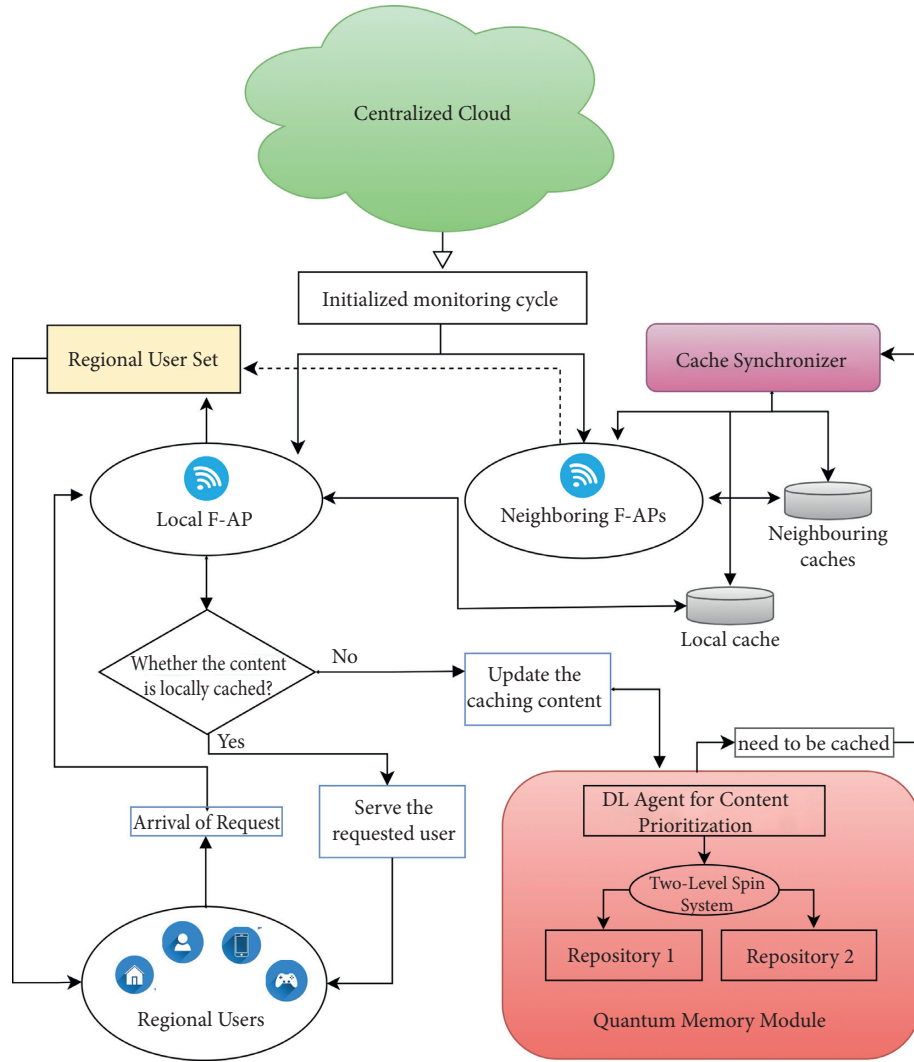 Centralized Cloud
Initialized monitoring cycle
Regional User Set
Cache Synchronizer
Local F-AP
Neighboring F-APs
Neighbouring
caches
Local cache
Whether the content
is locally cached?
No
Update the
caching content
Yes
need to be cached
Arrival of Request
Serve the
requested user
DL Agent for Content
Prioritization
Two-Level Spin
System
Repository 1
Repository 2
Regional Users
Quantum Memory Module